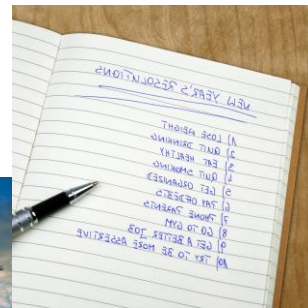 NEW YEAR'S RESOLUTIONS
1) LOSE WEIGHT
2) QUIT DRINKING
3) EAT HEALTHY
4) QUIT SMOKING
5) GET ORGANISED
6) PAY DEBTS
7) PHONE PARENTS
8) GO TO GYM
9) GET A BETTER JOB
10) TRY TO BE MORE ASSERTIVE